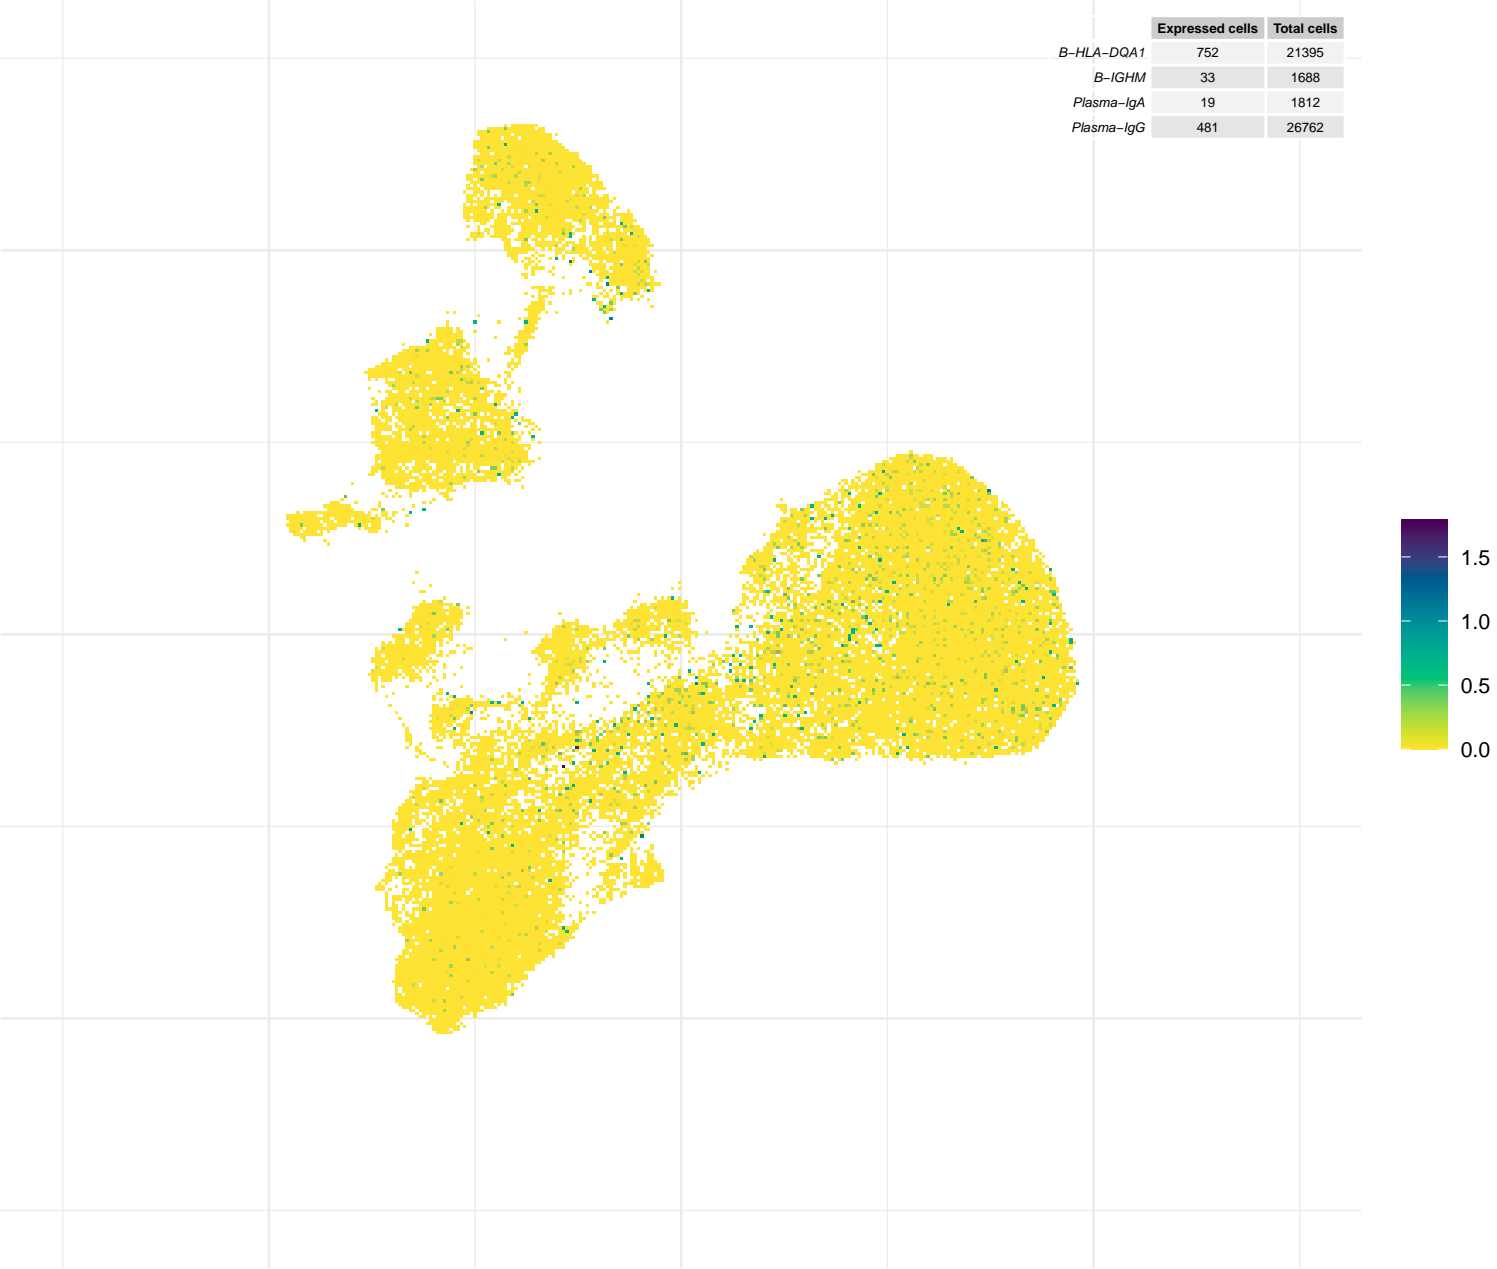 Expressed cells Total cells
B−HLA−DQA1 752 21395
B−IGHM 33 1688
Plasma−IgA 19 1812
Plasma−IgG 481 26762
1.5
1.0
0.5
0.0